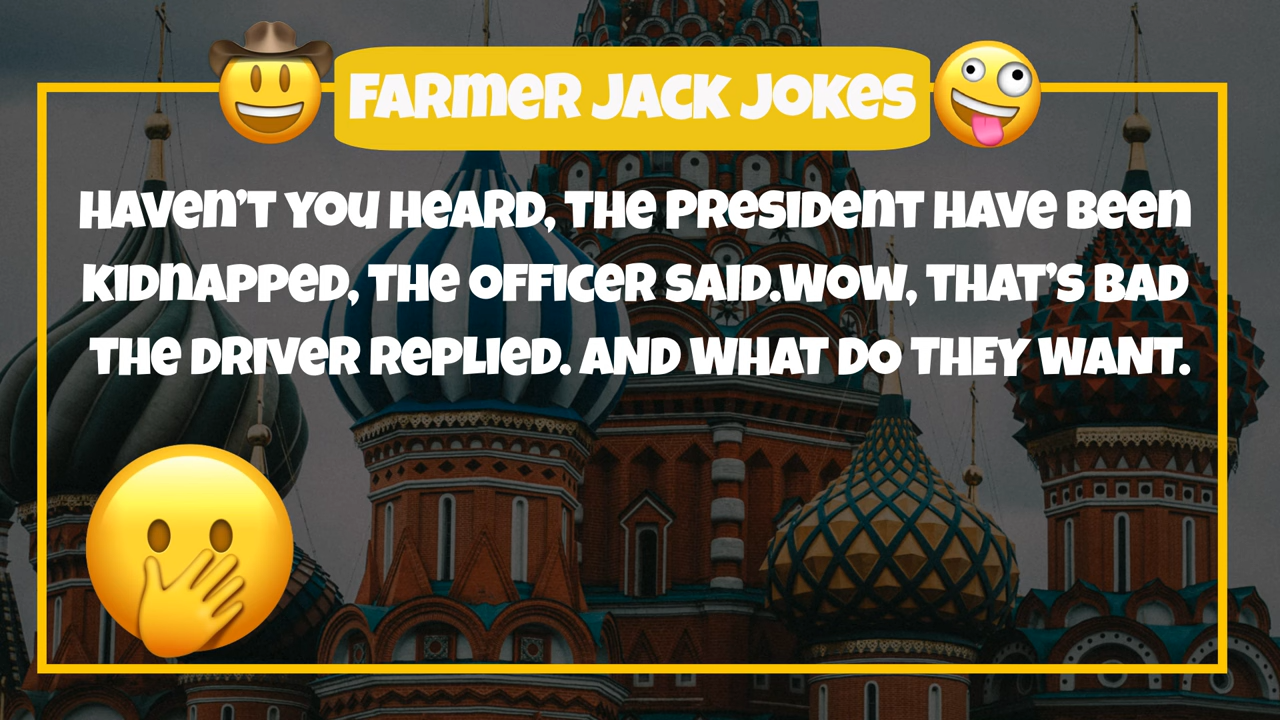 FARMER JACK JOKES
HAVEN'T YOU HEARD, THE PRESIDENT HAVE BEEN
KIDNAPPED, THE OFFICER SAID.WOW, THAT'S BAD
THE DRIVER REPLIED. AND WHAT DO THEY WANT.